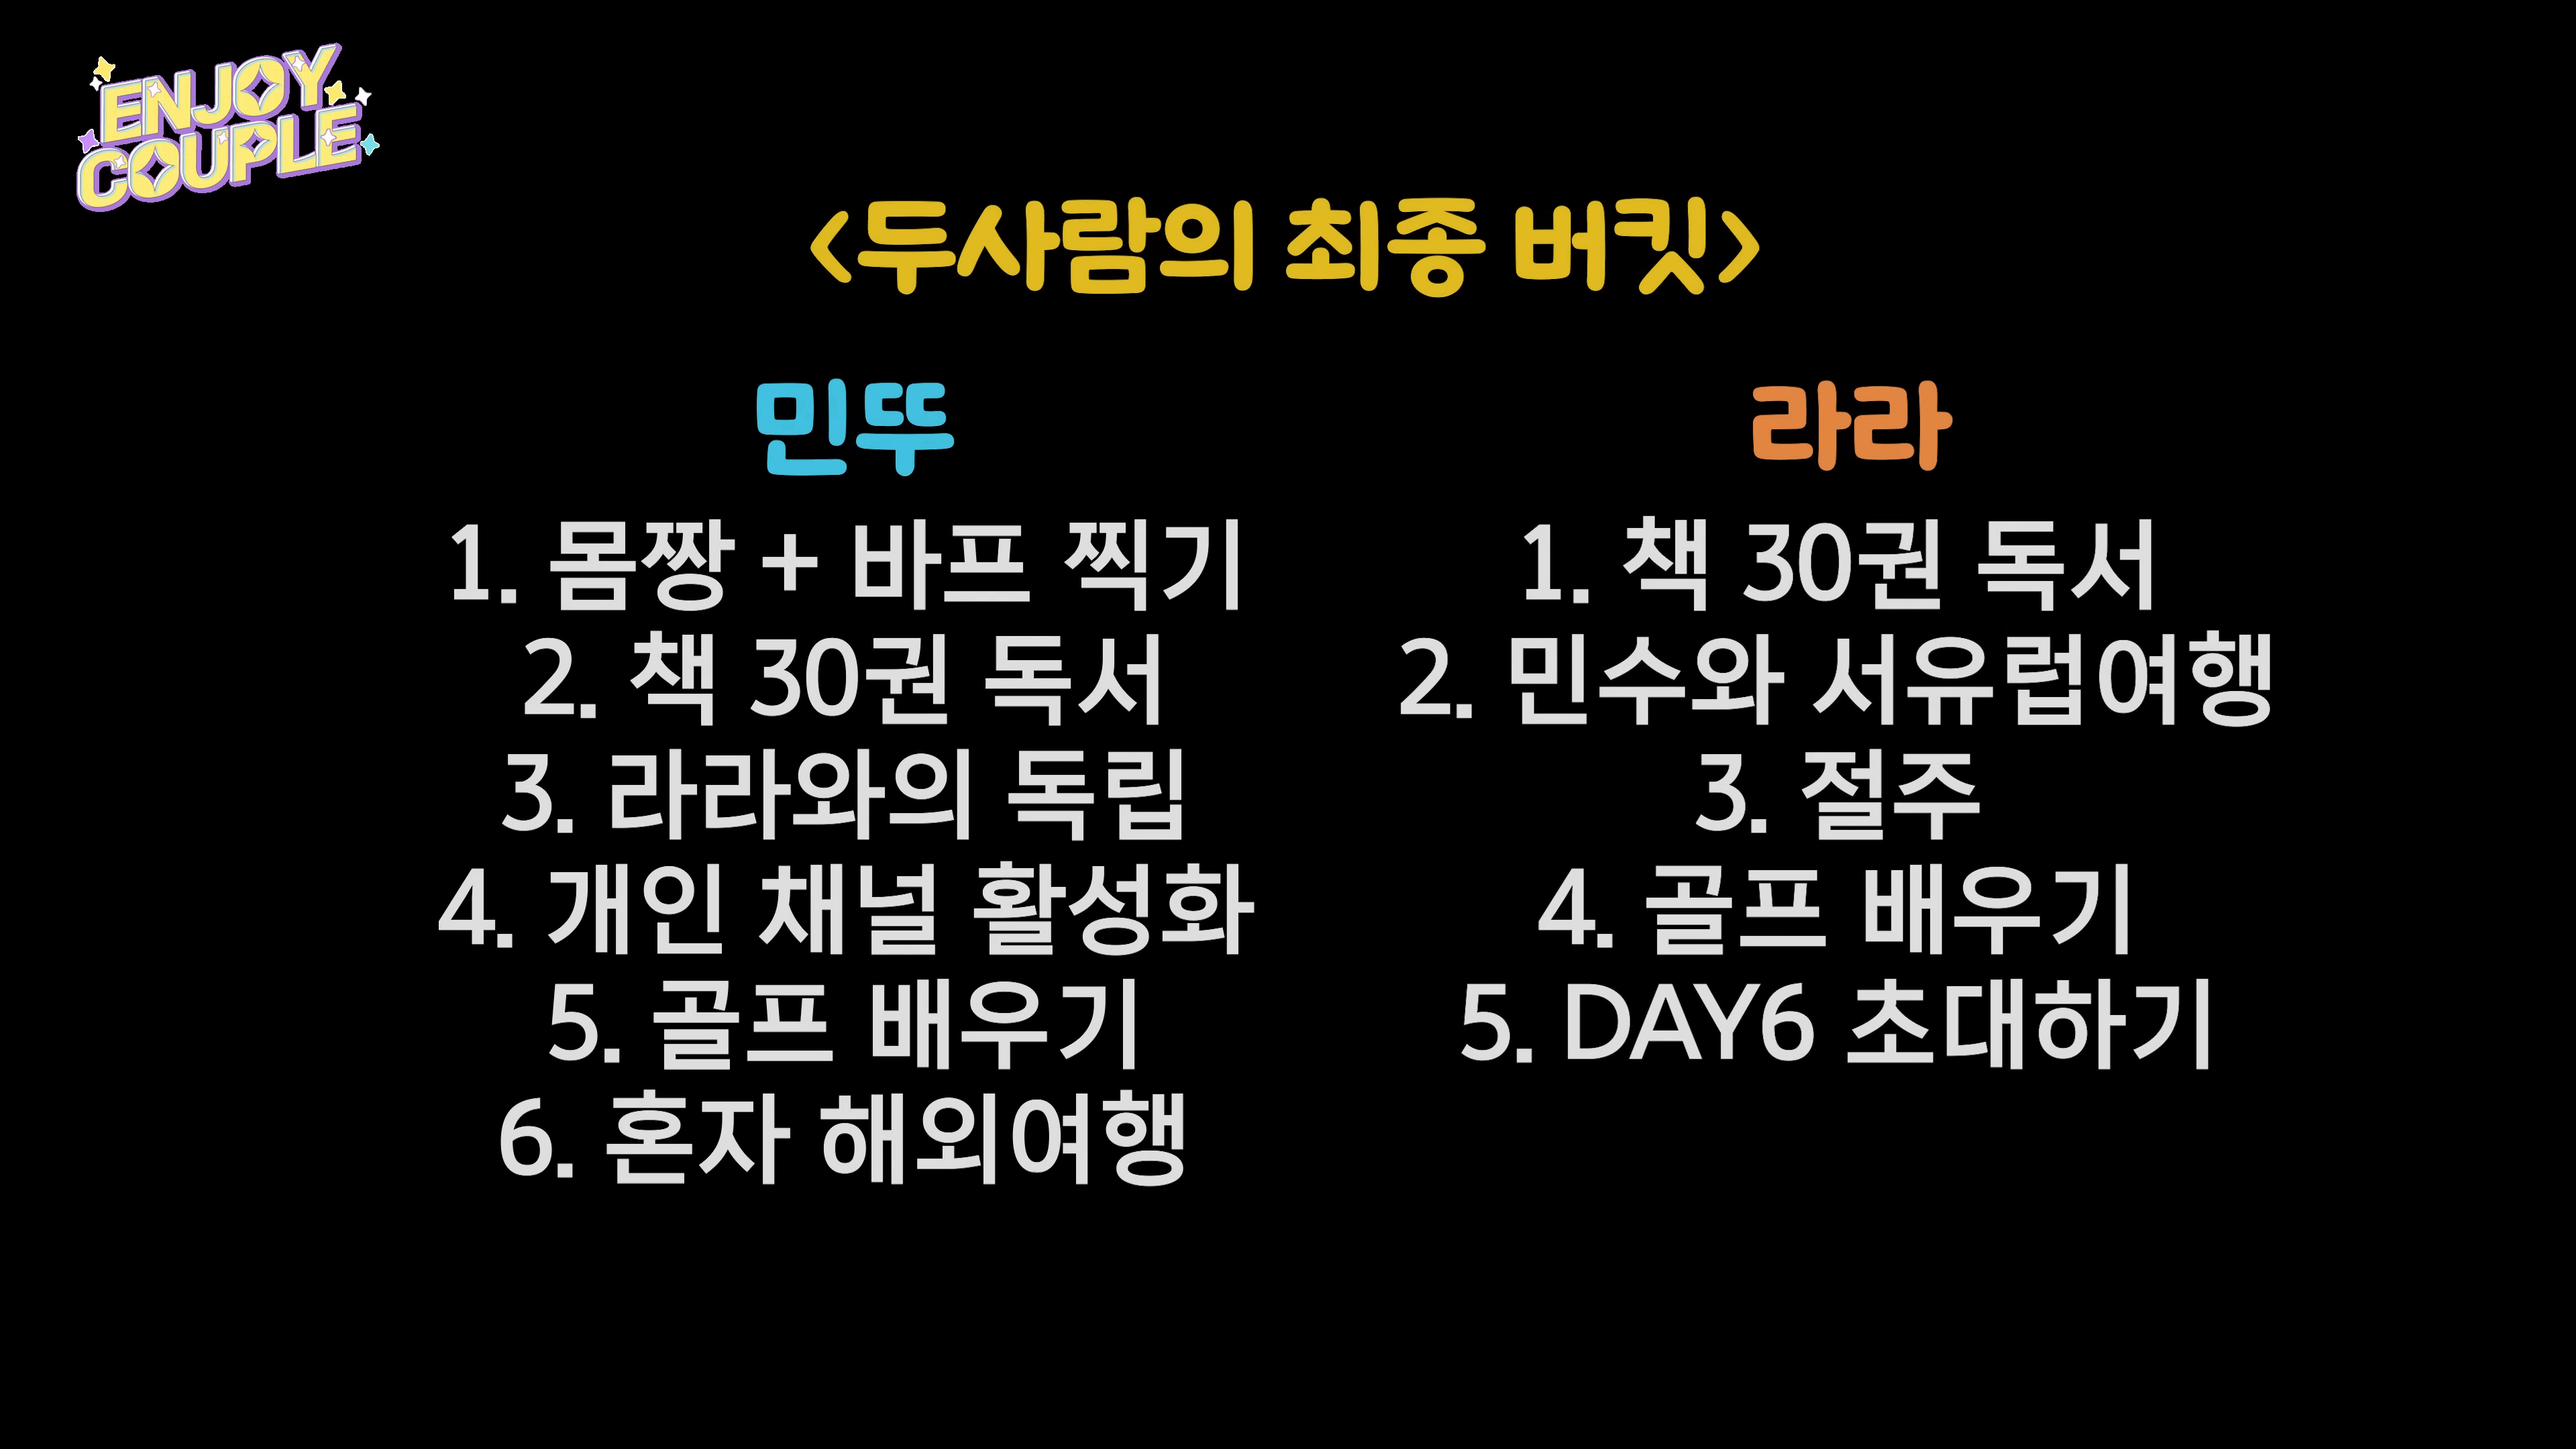 ENJOY
COUPLE
<두사람의 최종 버킷>
민뚜
1. 몸짱 + 바프 찍기
2. 책 30권 독서
3. 라라와의 독립
4. 개인 채널 활성화
5. 골프 배우기
6. 혼자 해외여행
라라
1. 책 30권 독서
2. 민수와 서유럽여행
3. 절주
4. 골프 배우기
5. DAY6 초대하기